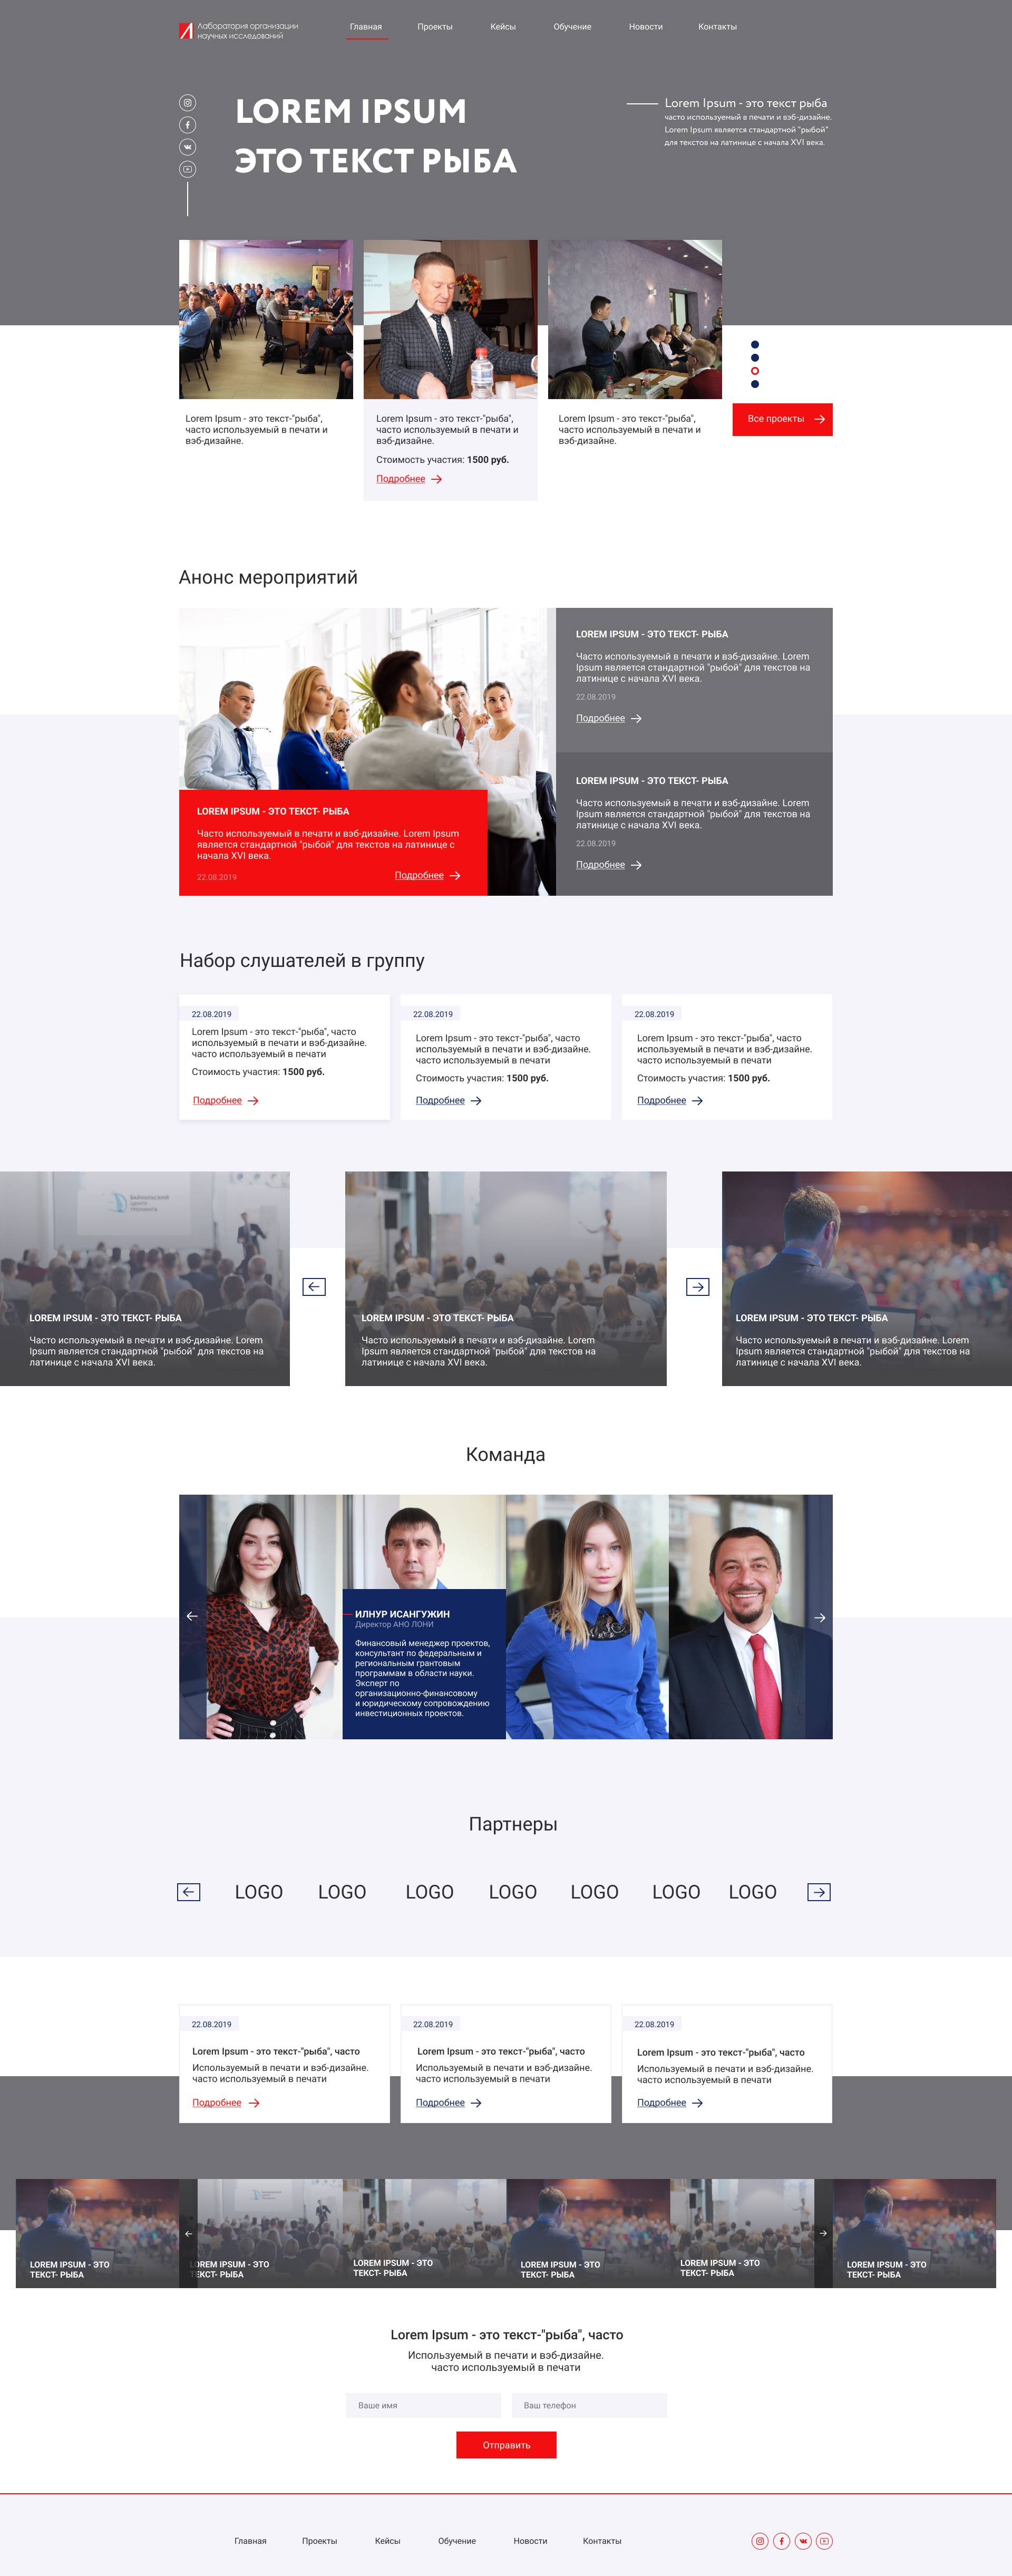 Лаборатория организации
научных исследований
Главная
Проекты
Кейсы
Обучение
Новости
Контакты
LOREM IPSUM
ЭТО ТЕКСТ РЫБА
Lorem Ipsum - это текст рыба
часто используемый в печати и вэб-дизайне.
Lorem Ipsum является стандартной "рыбой"
для текстов на латинице с начала XVI века.
Lorem Ipsum - это текст-"рыба",
часто используемый в печати и
вэб-дизайне.
Lorem Ipsum - это текст-"рыба",
часто используемый в печати и
вэб-дизайне.
Стоимость участия: 1500 руб.
Подробнее
Lorem Ipsum - это текст-"рыба",
часто используемый в печати и
вэб-дизайне.
Все проекты
Анонс мероприятий
LOREM IPSUM - ЭТО ТЕКСТ- РЫБА
Часто используемый в печати и вэб-дизайне. Lorem Ipsum
является стандартной "рыбой" для текстов на латинице с
начала XVI века.
22.08.2019
Подробнее
LOREM IPSUM - ЭТО ТЕКСТ- РЫБА
Часто используемый в печати и вэб-дизайне. Lorem
Ipsum является стандартной "рыбой" для текстов на
латинице с начала XVI века.
22.08.2019
Подробнее
LOREM IPSUM - ЭТО ТЕКСТ- РЫБА
Часто используемый в печати и вэб-дизайне. Lorem
Ipsum является стандартной "рыбой" для текстов на
латинице с начала XVI века.
22.08.2019
Подробнее
Набор слушателей в группу
22.08.2019
Lorem Ipsum - это текст-"рыба", часто
используемый в печати и вэб-дизайне.
часто используемый в печати
Стоимость участия: 1500 руб.
Подробнее
22.08.2019
Lorem Ipsum - это текст-"рыба", часто
используемый в печати и вэб-дизайне.
часто используемый в печати
Стоимость участия: 1500 руб.
Подробнее
22.08.2019
Lorem Ipsum - это текст-"рыба", часто
используемый в печати и вэб-дизайне.
часто используемый в печати
Стоимость участия: 1500 руб.
Подробнее
LOREM IPSUM - ЭТО ТЕКСТ- РЫБА
Часто используемый в печати и вэб-дизайне. Lorem
Ipsum является стандартной "рыбой" для текстов на
латинице с начала XVI века.
LOREM IPSUM - ЭТО ТЕКСТ- РЫБА
Часто используемый в печати и вэб-дизайне. Lorem
Ipsum является стандартной "рыбой" для текстов на
латинице с начала XVI века.
LOREM IPSUM - ЭТО ТЕКСТ- РЫБА
Часто используемый в печати и вэб-дизайне. Lorem
Ipsum является стандартной "рыбой" для текстов на
латинице с начала XVI века.
Команда
ИЛНУР ИСАНГУЖИН
Директор АНО ЛОНИ
Финансовый менеджер проектов,
консультант по федеральным и
региональным грантовым
программам в области науки.
Эксперт по
организационно-финансовому
и юридическому сопровождению
инвестиционных проектов.
Партнеры
LOGO
LOGO
LOGO
LOGO
LOGO
LOGO
LOGO
22.08.2019
Lorem Ipsum - это текст-"рыба", часто
Используемый в печати и вэб-дизайне.
часто используемый в печати
Подробнее
22.08.2019
Lorem Ipsum - это текст-"рыба", часто
Используемый в печати и вэб-дизайне.
часто используемый в печати
Подробнее
22.08.2019
Lorem Ipsum - это текст-"рыба", часто
Используемый в печати и вэб-дизайне.
часто используемый в печати
Подробнее
LOREM IPSUM - ЭТО
ТЕКСТ- РЫБА
LOREM IPSUM - ЭТО
ТЕКСТ- РЫБА
LOREM IPSUM - ЭТО
ТЕКСТ- РЫБА
LOREM IPSUM - ЭТО
ТЕКСТ- РЫБА
LOREM IPSUM - ЭТО
ТЕКСТ- РЫБА
LOREM IPSUM - ЭТО
ТЕКСТ- РЫБА
Lorem Ipsum - это текст-"рыба", часто
Используемый в печати и вэб-дизайне.
часто используемый в печати
Ваше имя
Ваш телефон
Отправить
Главная
Проекты
Кейсы
Обучение
Новости
Контакты